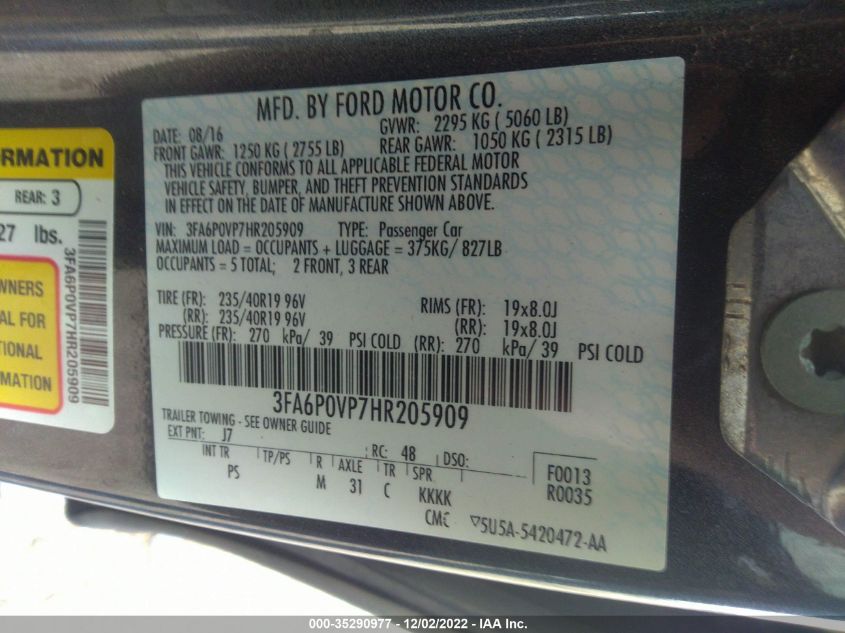 MFD. BY FORD MOTOR CO.
DATE: 08/16 GVWR: 2295 KG ( 5060 LB)
FRONT GAWR: 1250 KG ( 2755 LB) REAR GAWR: 1050 KG ( 2315 LB)
THIS VEHICLE CONFORMS TO ALL APPLICABLE FEDERAL MOTOR
VEHICLE SAFETY, BUMPER, AND THEFT PREVENTION STANDARDS
IN EFFECT ON THE DATE OF MANUFACTURE SHOWN ABOVE.
VIN: 3FA6P0VP7HR205909 TYPE: Passenger Car
MAXIMUM LOAD = OCCUPANTS + LUGGAGE = 375KG/ 827LB
OCCUPANTS = 5 TOTAL; 2 FRONT, 3 REAR
TIRE (FR): 235/40R19 96V RIMS (FR): 19x8.0J
(RR): 235/40R19 96V (RR): 19x8.0J
PRESSURE (FR): 270 kPa/ 39 PSI COLD (RR): 270 kPa/ 39 PSI COLD
3FA6P0VP7HR205909
TRAILER TOWING - SEE OWNER GUIDE
EXT PNT: J7 RC: 48 DSO:
INT TR TP/PS R AXLE TR SPR F0013
PS M 31 C KKKK R0035
CMC ▽5U5A-5420472-AA
ORMATION
REAR: 3
27 lbs.
3FA6P0VP7HR205909
WNERS
AL FOR
TIONAL
RMATION
000-35290977 - 12/02/2022 - IAA Inc.